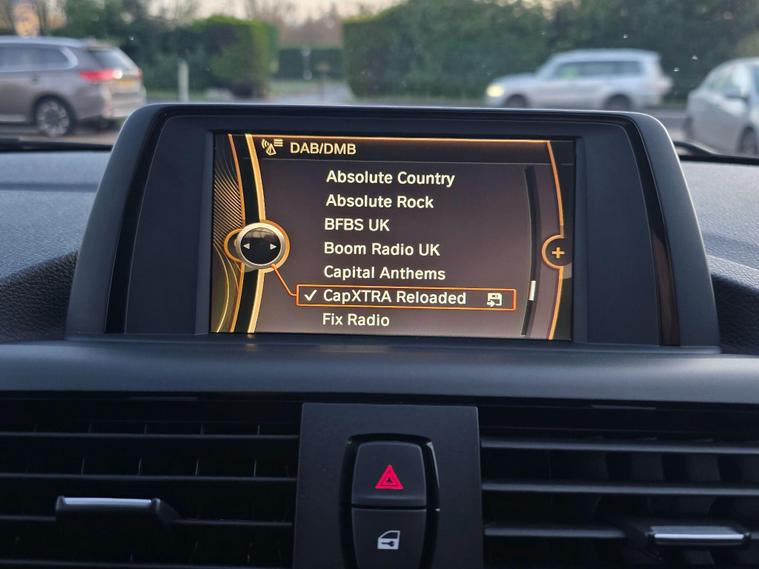 DAB/DMB
Absolute Country
Absolute Rock
BFBS UK
Boom Radio UK
Capital Anthems
✓ CapXTRA Reloaded
Fix Radio